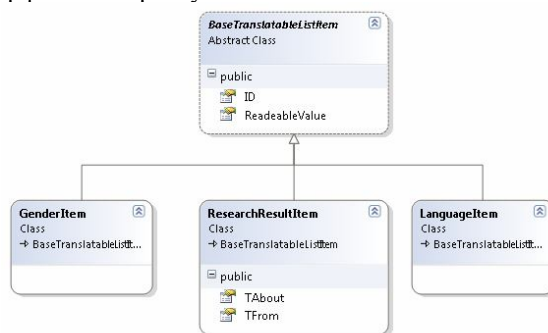 BaseTranslatableListItem
Abstract Class
public
ID
ReadeableValue
GenderItem
Class
BaseTranslatableListIt...
ResearchResultItem
Class
BaseTranslatableListItem
public
TAbout
TFrom
LanguageItem
Class
BaseTranslatableListIt...